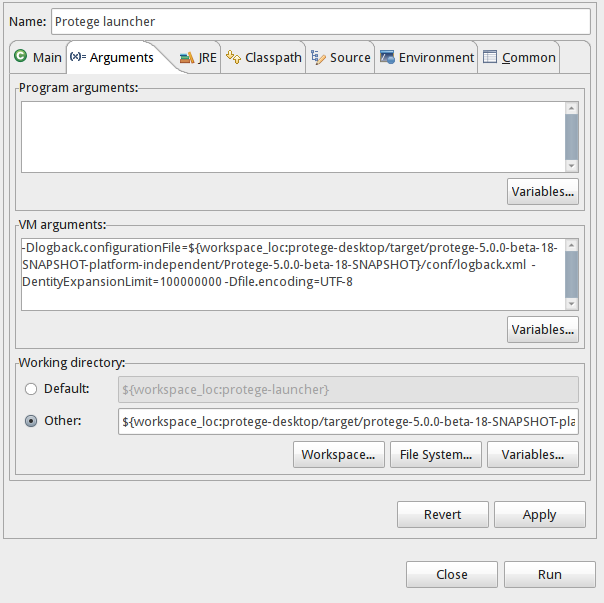 Name: Protege launcher
Main (x)= Arguments JRE Classpath Source Environment Common
Program arguments:
Variables...
VM arguments:
-Dlogback.configurationFile=${workspace_loc:protege-desktop/target/protege-5.0.0-beta-18-
SNAPSHOT-platform-independent/Protege-5.0.0-beta-18-SNAPSHOT}/conf/logback.xml -
DentityExpansionLimit=100000000 -Dfile.encoding=UTF-8
Variables...
Working directory:
Default: ${workspace_loc:protege-launcher}
Other: ${workspace_loc:protege-desktop/target/protege-5.0.0-beta-18-SNAPSHOT-pla
Workspace... File System... Variables...
Revert Apply
Close Run